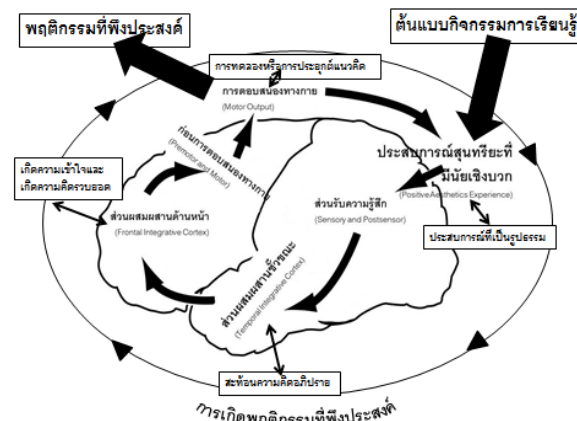 พฤติกรรมที่พึงประสงค์
ต้นแบบกิจกรรมการเรียนรู้
การทดลองหรือการประยุกต์แนวคิด
การตอบสนองทางกาย
(Motor Output)
ก่อนการตอบสนองทางกาย
(Premotor and Motor)
ประสบการณ์สุนทรียะที่
มีนัยเชิงบวก
(Positive Aesthetics Experience)
เกิดความเข้าใจและ
เกิดความคิดรวบยอด
ส่วนรับความรู้สึก
(Sensory and Postsensor)
ส่วนผสมผสานด้านหน้า
(Frontal Integrative Cortex)
ประสบการณ์ที่เป็นรูปธรรม
ส่วนผสมผสานชั่วขณะ
(Temporal Integrative Cortex)
สะท้อนความคิดอภิปราย
การเกิดพฤติกรรมที่พึงประสงค์